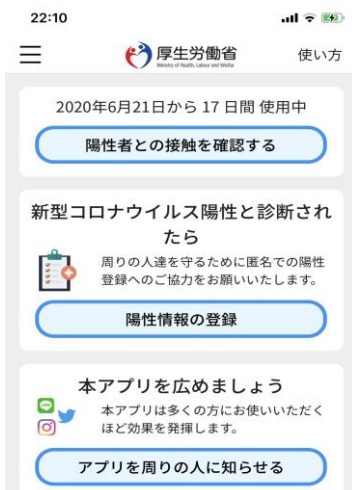 22:10
厚生労働省
Ministry of Health, Labour and Welfare
使い方
2020年6月21日から 17 日間 使用中
陽性者との接触を確認する
新型コロナウイルス陽性と診断され
たら
周りの人達を守るために匿名での陽性
登録へのご協力をお願いいたします。
陽性情報の登録
本アプリを広めましょう
LINE
本アプリは多くの方にお使いいただく
ほど効果を発揮します。
アプリを周りの人に知らせる